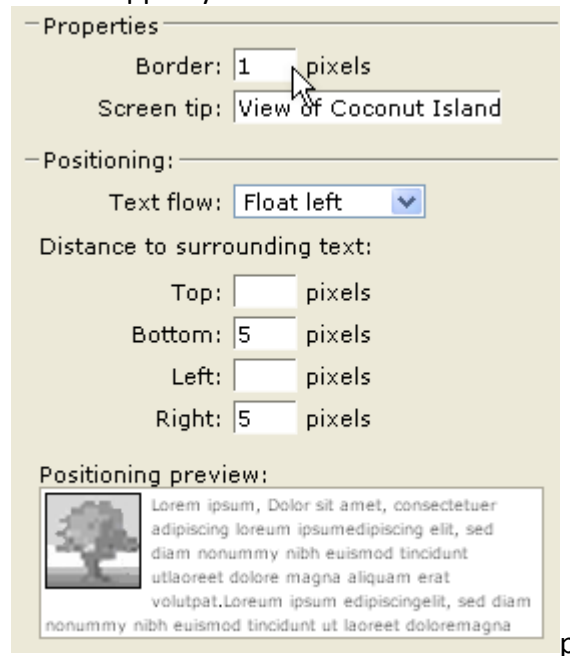 Properties
Border: 1 pixels
Screen tip: View of Coconut Island
Positioning:
Text flow: Float left
Distance to surrounding text:
Top: pixels
Bottom: 5 pixels
Left: pixels
Right: 5 pixels
Positioning preview:
Lorem ipsum, Dolor sit amet, consectetuer
adipiscing loreum ipsumedipiscing elit, sed
diam nonummy nibh euismod tincidunt
utlaoreet dolore magna aliquam erat
volutpat.Loreum ipsum edipiscingelit, sed diam
nonummy nibh euismod tincidunt ut laoreet doloremagna
p